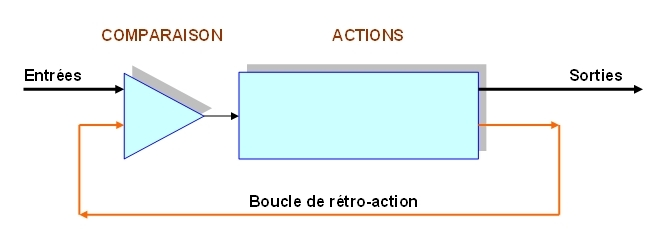 COMPARAISON
ACTIONS
Entrées
Sorties
Boucle de rétro-action